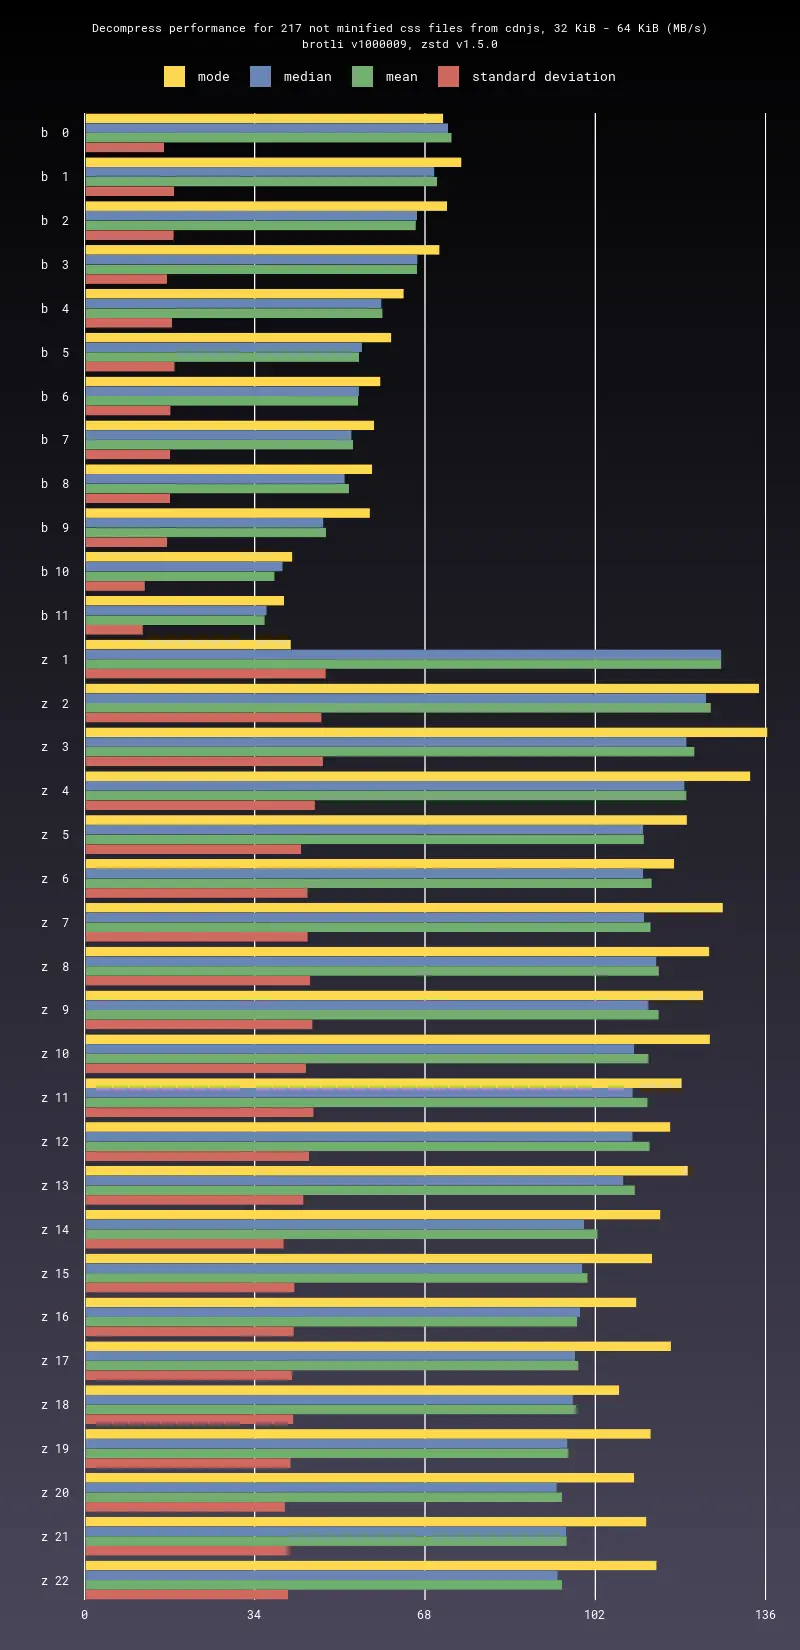 Decompress performance for 217 not minified css files from cdnjs, 32 KiB - 64 KiB (MB/s)
brotli v1000009, zstd v1.5.0
mode median mean standard deviation
b 0
b 1
b 2
b 3
b 4
b 5
b 6
b 7
b 8
b 9
b 10
b 11
z 1
z 2
z 3
z 4
z 5
z 6
z 7
z 8
z 9
z 10
z 11
z 12
z 13
z 14
z 15
z 16
z 17
z 18
z 19
z 20
z 21
z 22
0 34 68 102 136